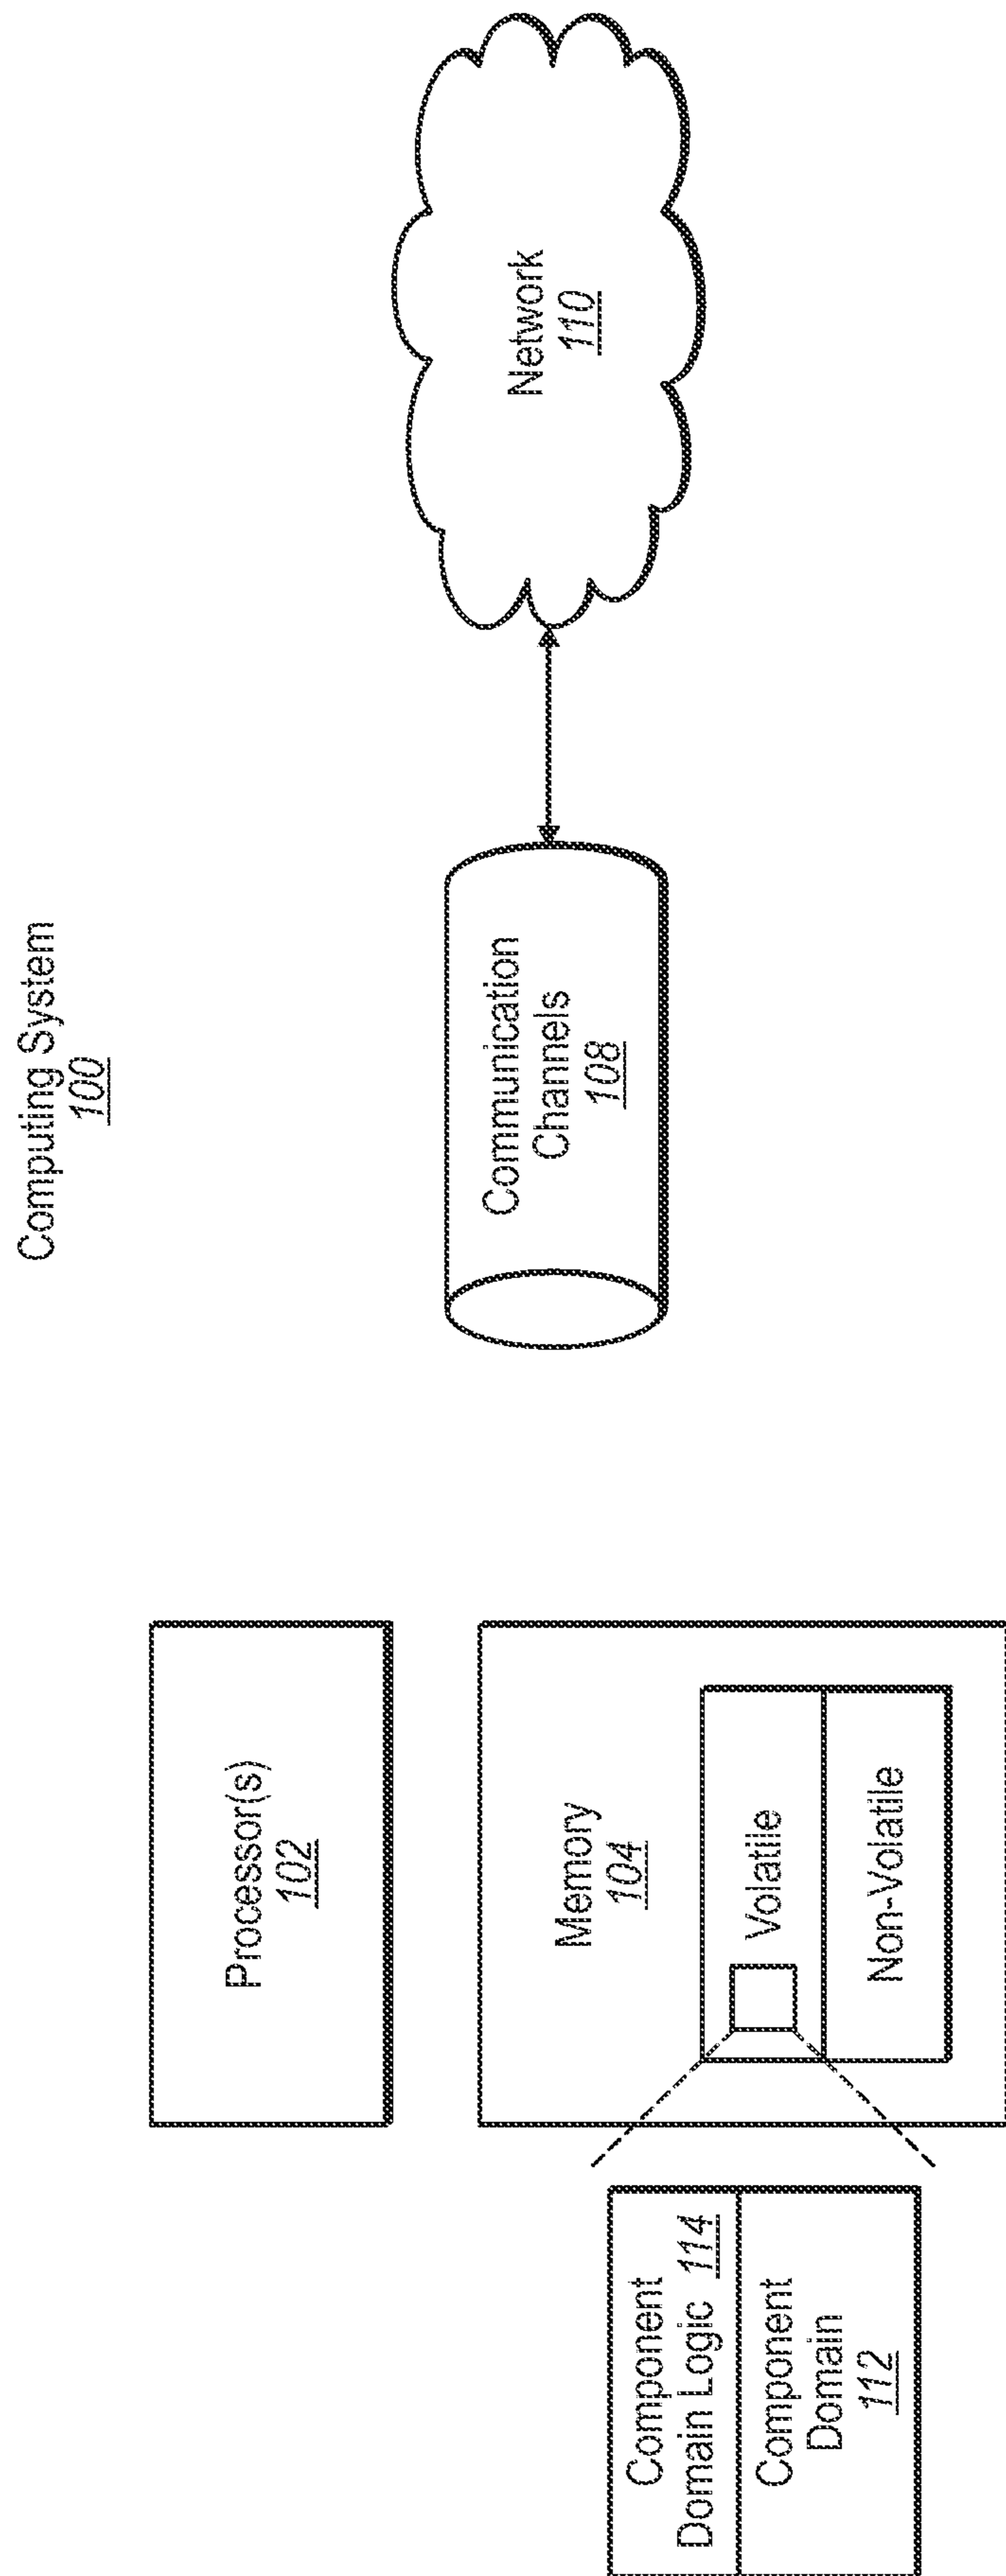 Computing System
100
Processor(s)
102
Memory
104
Volatile
Non-Volatile
Component
Domain Logic 114
Component
Domain
112
Communication
Channels
108
Network
110